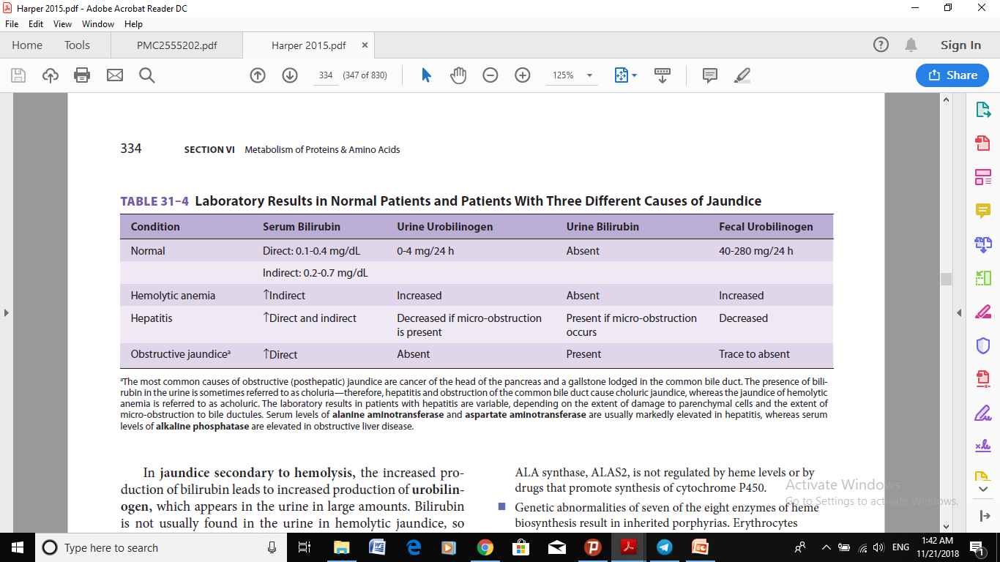 Harper 2015.pdf - Adobe Acrobat Reader DC
File Edit View Window Help
Home Tools PMC2555202.pdf Harper 2015.pdf × Sign In
334 (347 of 830) 125% Share
334 SECTION VI Metabolism of Proteins & Amino Acids
TABLE 31–4 Laboratory Results in Normal Patients and Patients With Three Different Causes of Jaundice
Condition Serum Bilirubin Urine Urobilinogen Urine Bilirubin Fecal Urobilinogen
Normal Direct: 0.1-0.4 mg/dL 0-4 mg/24 h Absent 40-280 mg/24 h
Indirect: 0.2-0.7 mg/dL
Hemolytic anemia ↑Indirect Increased Absent Increased
Hepatitis ↑Direct and indirect Decreased if micro-obstruction Present if micro-obstruction Decreased
is present occurs
Obstructive jaundiceᵃ ↑Direct Absent Present Trace to absent
ᵃThe most common causes of obstructive (posthepatic) jaundice are cancer of the head of the pancreas and a gallstone lodged in the common bile duct. The presence of bili-
rubin in the urine is sometimes referred to as choluria—therefore, hepatitis and obstruction of the common bile duct cause choluric jaundice, whereas the jaundice of hemolytic
anemia is referred to as acholuric. The laboratory results in patients with hepatitis are variable, depending on the extent of damage to parenchymal cells and the extent of
micro-obstruction to bile ductules. Serum levels of alanine aminotransferase and aspartate aminotransferase are usually markedly elevated in hepatitis, whereas serum
levels of alkaline phosphatase are elevated in obstructive liver disease.
In jaundice secondary to hemolysis, the increased pro-
duction of bilirubin leads to increased production of urobilin-
ogen, which appears in the urine in large amounts. Bilirubin
is not usually found in the urine in hemolytic jaundice, so
ALA synthase, ALAS2, is not regulated by heme levels or by
drugs that promote synthesis of cytochrome P450.
■ Genetic abnormalities of seven of the eight enzymes of heme
biosynthesis result in inherited porphyrias. Erythrocytes
Activate Windows
Go to Settings to activate Windows.
Type here to search
ENG
1:42 AM
11/21/2018
1